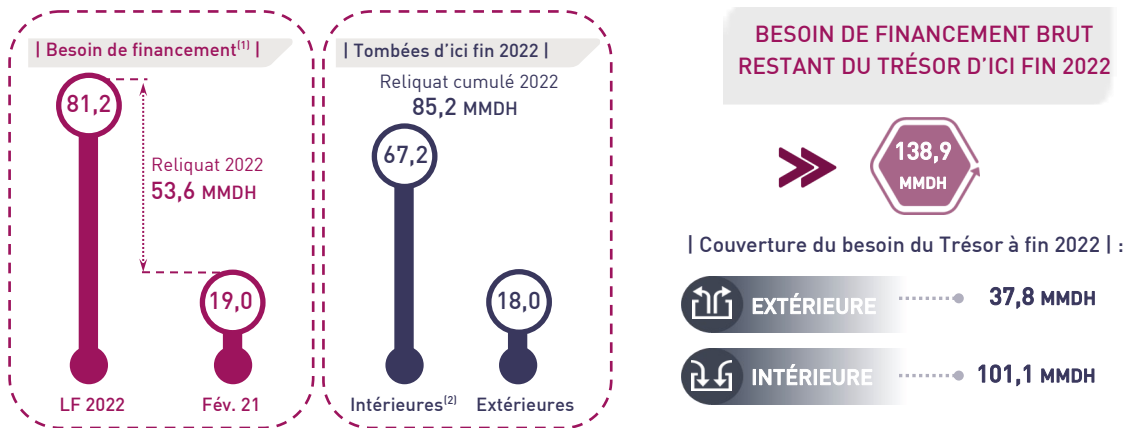 | Besoin de financement(1) |
81,2
Reliquat 2022
53,6 MMDH
19,0
LF 2022
Fév. 21
| Tombées d'ici fin 2022 |
Reliquat cumulé 2022
85,2 MMDH
67,2
18,0
Intérieures(2)
Extérieures
BESOIN DE FINANCEMENT BRUT
RESTANT DU TRÉSOR D'ICI FIN 2022
138,9
MMDH
| Couverture du besoin du Trésor à fin 2022 | :
EXTÉRIEURE
37,8 MMDH
INTÉRIEURE
101,1 MMDH